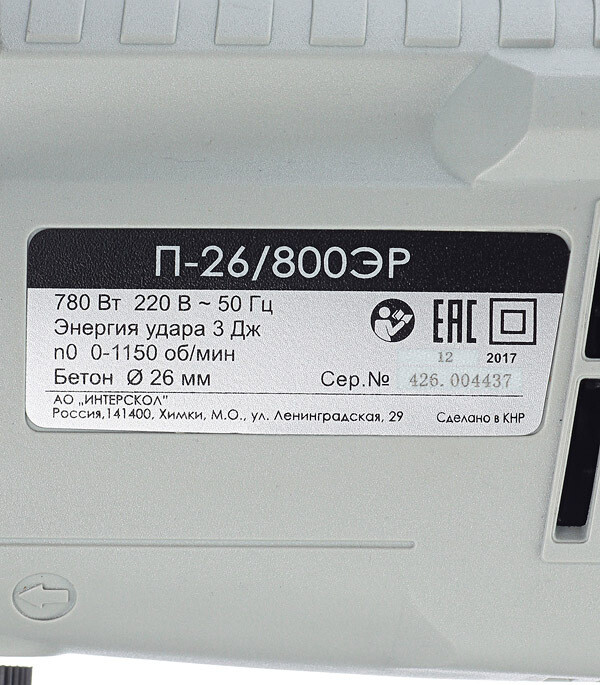 П-26/800ЭР
780 Вт 220 В ~ 50 Гц
Энергия удара 3 Дж
n0 0-1150 об/мин
Бетон Ø 26 мм
EAC
12 2017
Сер.№ 426.004437
АО „ИНТЕРСКОЛ"
Россия,141400, Химки, М.О., ул. Ленинградская, 29
Сделано в КНР